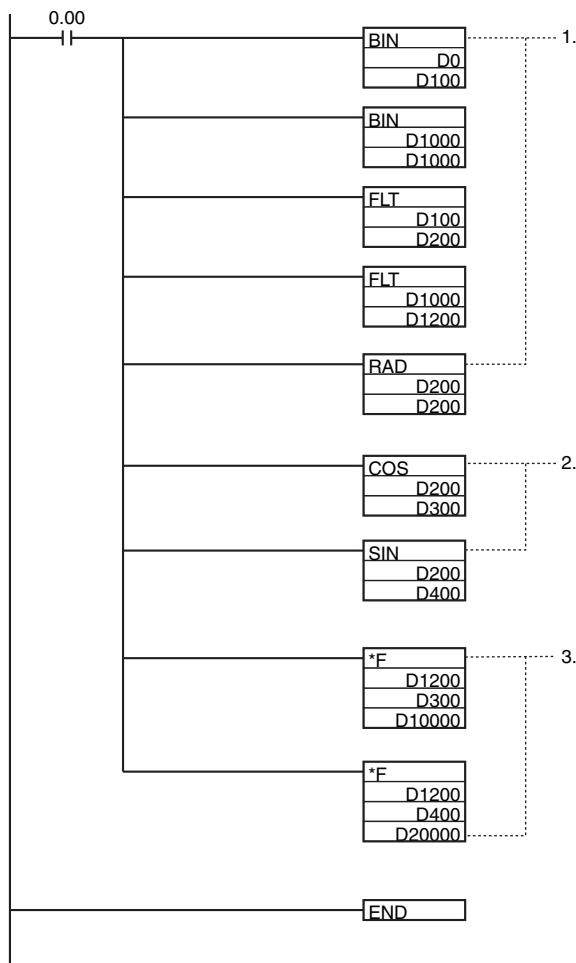 0.00
BIN
1.
D0
D100
BIN
D1000
D1000
FLT
D100
D200
FLT
D1000
D1200
RAD
D200
D200
COS
2.
D200
D300
SIN
D200
D400
*F
3.
D1200
D300
D10000
*F
D1200
D400
D20000
END